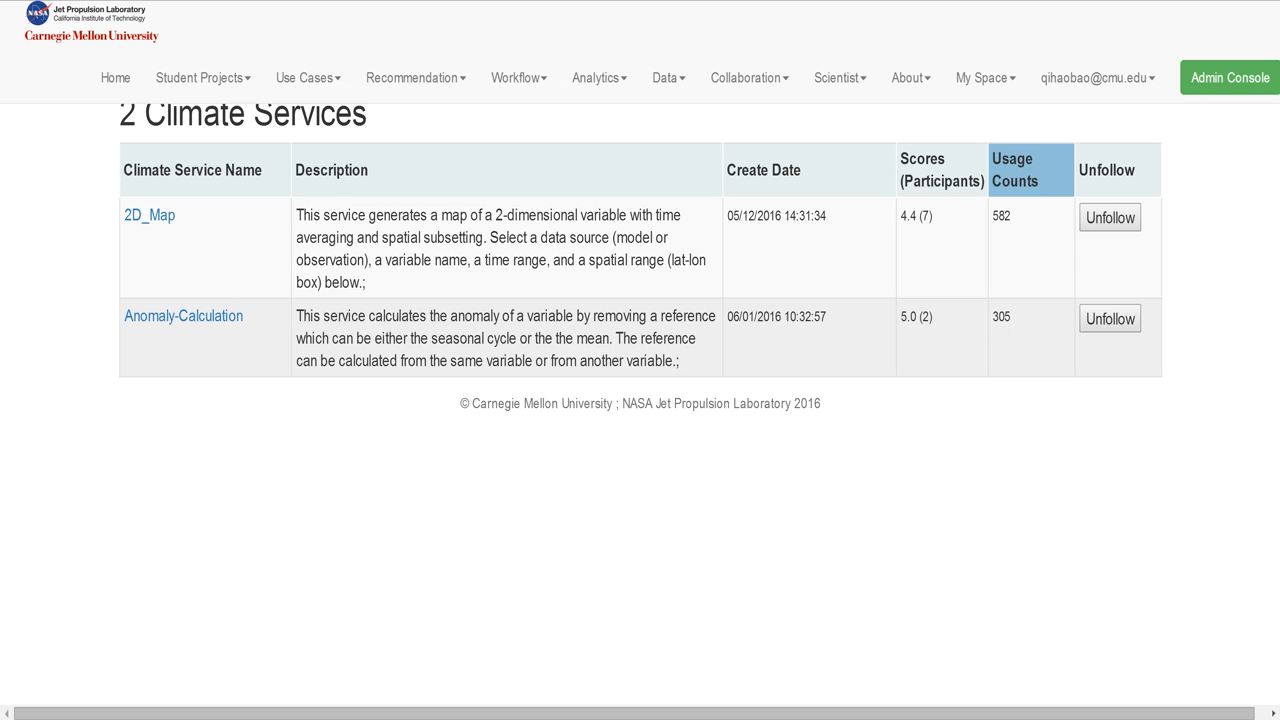 Jet Propulsion Laboratory
California Institute of Technology
NASA
Carnegie Mellon University
Home Student Projects Use Cases Recommendation Workflow Analytics Data Collaboration Scientist About My Space qihaobao@cmu.edu Admin Console
2 Climate Services
Climate Service Name Description Create Date Scores (Participants) Usage Counts Unfollow
2D_Map
This service generates a map of a 2-dimensional variable with time
averaging and spatial subsetting. Select a data source (model or
observation), a variable name, a time range, and a spatial range (lat-lon
box) below.;
05/12/2016 14:31:34 4.4 (7) 582 Unfollow
Anomaly-Calculation
This service calculates the anomaly of a variable by removing a reference
which can be either the seasonal cycle or the the mean. The reference
can be calculated from the same variable or from another variable.;
06/01/2016 10:32:57 5.0 (2) 305 Unfollow
© Carnegie Mellon University ; NASA Jet Propulsion Laboratory 2016